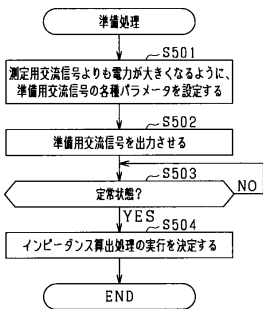 準備処理
S501
測定用交流信号よりも電力が大きくなるように、
準備用交流信号の各種パラメータを設定する
S502
準備用交流信号を出力させる
S503
定常状態?
NO
YES
S504
インピーダンス算出処理の実行を決定する
END